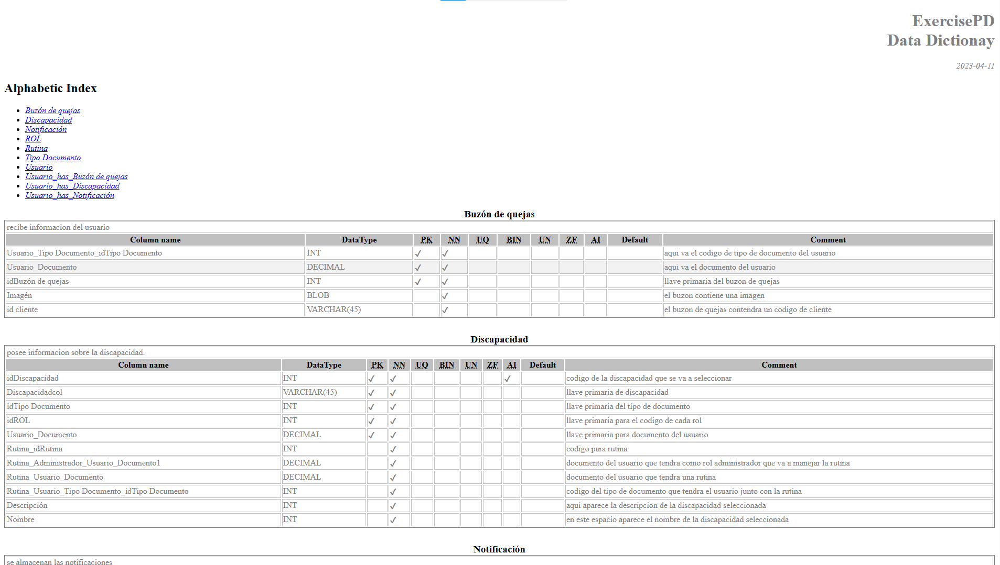 ExercisePD
Data Dictionay
2023-04-11
Alphabetic Index
Buzón de quejas
Discapacidad
Notificación
ROL
Rutina
Tipo Documento
Usuario
Usuario_has_Buzón de quejas
Usuario_has_Discapacidad
Usuario_has_Notificación
Buzón de quejas
recibe informacion del usuario
Column name DataType PK NN UQ BIN UN ZF AI Default Comment
Usuario_Tipo Documento_idTipo Documento INT ✓ ✓ aqui va el codigo de tipo de documento del usuario
Usuario_Documento DECIMAL ✓ ✓ aqui va el documento del usuario
idBuzón de quejas INT ✓ ✓ llave primaria del buzon de quejas
Imagén BLOB ✓ el buzon contiene una imagen
id cliente VARCHAR(45) ✓ el buzon de quejas contendra un codigo de cliente
Discapacidad
posee informacion sobre la discapacidad.
Column name DataType PK NN UQ BIN UN ZF AI Default Comment
idDiscapacidad INT ✓ ✓ ✓ codigo de la discapacidad que se va a seleccionar
Discapacidadcol VARCHAR(45) ✓ ✓ llave primaria de discapacidad
idTipo Documento INT ✓ ✓ llave primaria del tipo de documento
idROL INT ✓ ✓ llave primaria para el codigo de cada rol
Usuario_Documento DECIMAL ✓ ✓ llave primaria para documento del usuario
Rutina_idRutina INT ✓ codigo para rutina
Rutina_Administrador_Usuario_Documento1 DECIMAL ✓ documento del usuario que tendra como rol administrador que va a manejar la rutina
Rutina_Usuario_Documento DECIMAL ✓ documento del usuario que tendra una rutina
Rutina_Usuario_Tipo Documento_idTipo Documento INT ✓ codigo del tipo de documento que tendra el usuario junto con la rutina
Descripción INT ✓ aqui aparece la descripcion de la discapacidad seleccionada
Nombre INT ✓ en este espacio aparece el nombre de la discapacidad seleccionada
Notificación
se almacenan las notificaciones